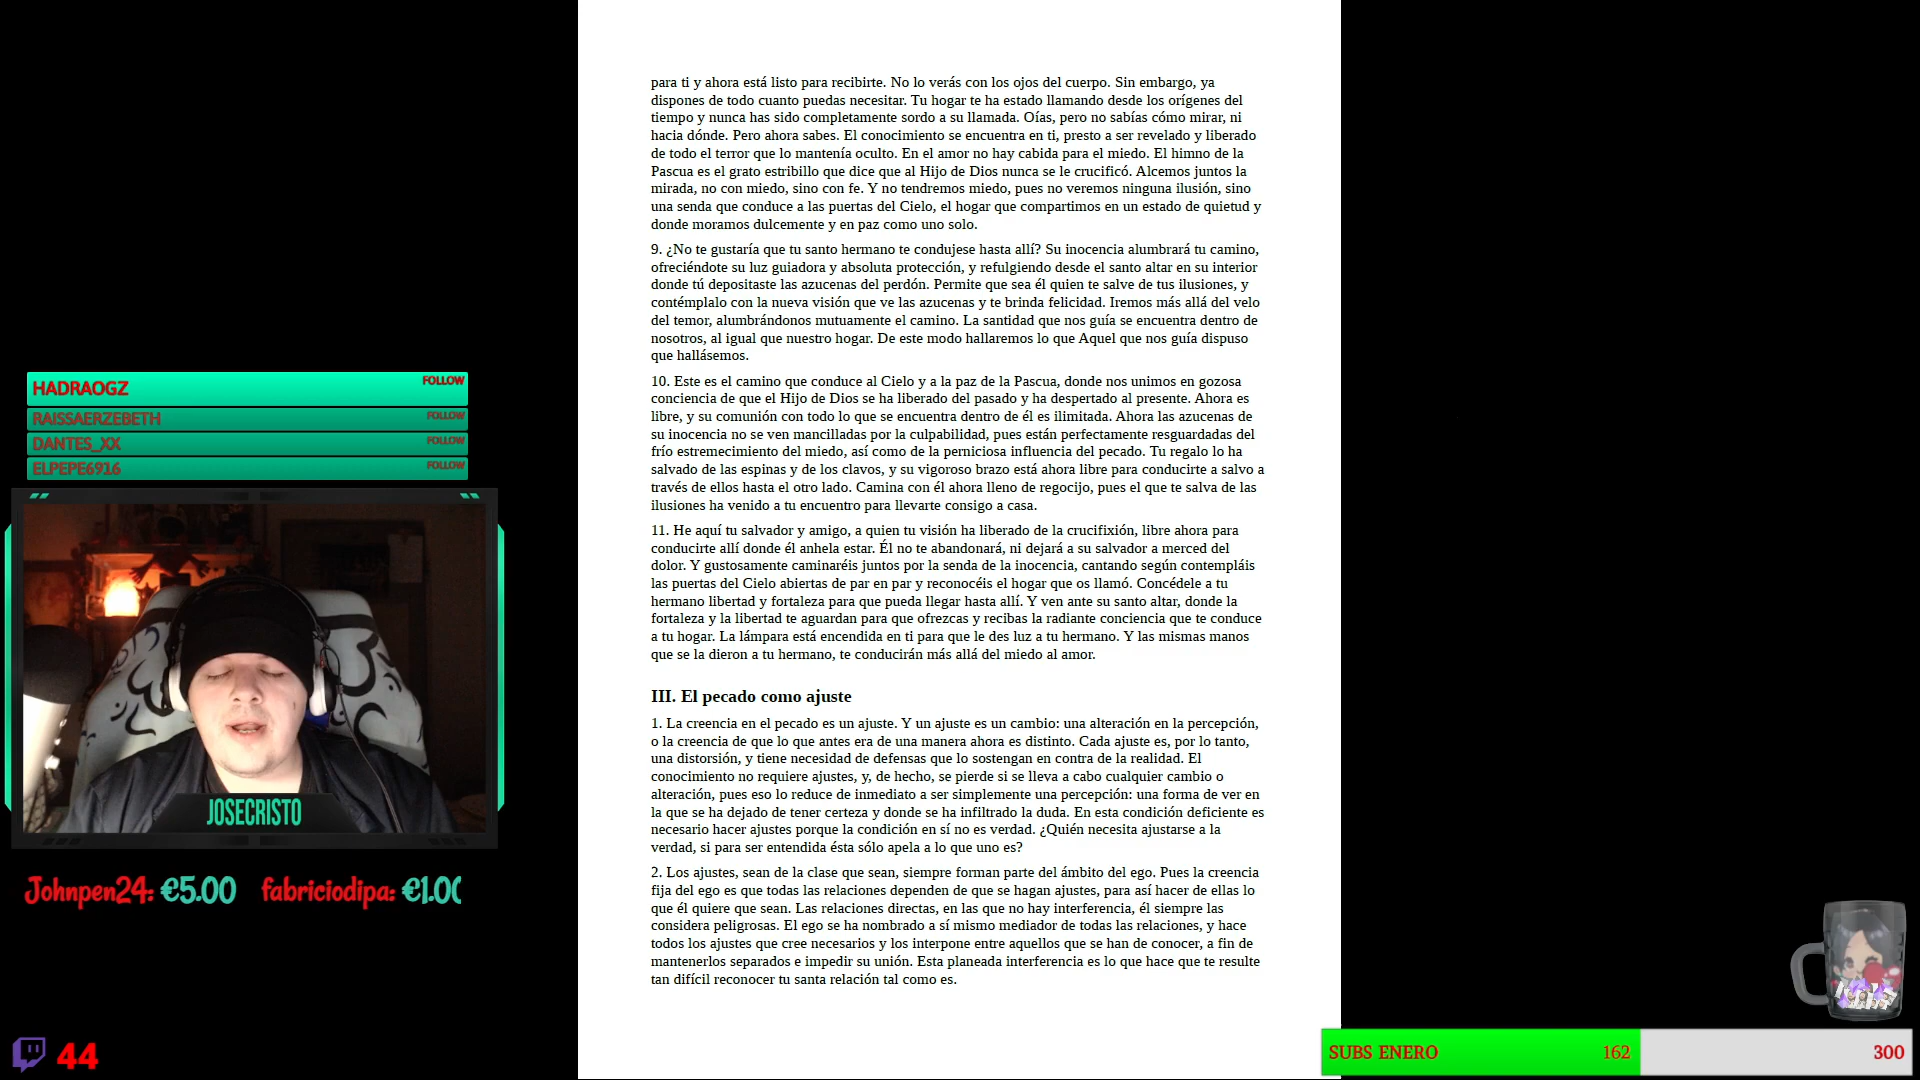 para ti y ahora está listo para recibirte. No lo verás con los ojos del cuerpo. Sin embargo, ya
dispones de todo cuanto puedas necesitar. Tu hogar te ha estado llamando desde los orígenes del
tiempo y nunca has sido completamente sordo a su llamada. Oías, pero no sabías cómo mirar, ni
hacia dónde. Pero ahora sabes. El conocimiento se encuentra en ti, presto a ser revelado y liberado
de todo el terror que lo mantenía oculto. En el amor no hay cabida para el miedo. El himno de la
Pascua es el grato estribillo que dice que al Hijo de Dios nunca se le crucificó. Alcemos juntos la
mirada, no con miedo, sino con fe. Y no tendremos miedo, pues no veremos ninguna ilusión, sino
una senda que conduce a las puertas del Cielo, el hogar que compartimos en un estado de quietud y
donde moramos dulcemente y en paz como uno solo.
9. ¿No te gustaría que tu santo hermano te condujese hasta allí? Su inocencia alumbrará tu camino,
ofreciéndote su luz guiadora y absoluta protección, y refulgiendo desde el santo altar en su interior
donde tú depositaste las azucenas del perdón. Permite que sea él quien te salve de tus ilusiones, y
contémplalo con la nueva visión que ve las azucenas y te brinda felicidad. Iremos más allá del velo
del temor, alumbrándonos mutuamente el camino. La santidad que nos guía se encuentra dentro de
nosotros, al igual que nuestro hogar. De este modo hallaremos lo que Aquel que nos guía dispuso
que hallásemos.
10. Este es el camino que conduce al Cielo y a la paz de la Pascua, donde nos unimos en gozosa
conciencia de que el Hijo de Dios se ha liberado del pasado y ha despertado al presente. Ahora es
libre, y su comunión con todo lo que se encuentra dentro de él es ilimitada. Ahora las azucenas de
su inocencia no se ven mancilladas por la culpabilidad, pues están perfectamente resguardadas del
frío estremecimiento del miedo, así como de la perniciosa influencia del pecado. Tu regalo lo ha
salvado de las espinas y de los clavos, y su vigoroso brazo está ahora libre para conducirte a salvo a
través de ellos hasta el otro lado. Camina con él ahora lleno de regocijo, pues el que te salva de las
ilusiones ha venido a tu encuentro para llevarte consigo a casa.
11. He aquí tu salvador y amigo, a quien tu visión ha liberado de la crucifixión, libre ahora para
conducirte allí donde él anhela estar. Él no te abandonará, ni dejará a su salvador a merced del
dolor. Y gustosamente caminaréis juntos por la senda de la inocencia, cantando según contempláis
las puertas del Cielo abiertas de par en par y reconocéis el hogar que os llamó. Concédele a tu
hermano libertad y fortaleza para que pueda llegar hasta allí. Y ven ante su santo altar, donde la
fortaleza y la libertad te aguardan para que ofrezcas y recibas la radiante conciencia que te conduce
a tu hogar. La lámpara está encendida en ti para que le des luz a tu hermano. Y las mismas manos
que se la dieron a tu hermano, te conducirán más allá del miedo al amor.
III. El pecado como ajuste
1. La creencia en el pecado es un ajuste. Y un ajuste es un cambio: una alteración en la percepción,
o la creencia de que lo que antes era de una manera ahora es distinto. Cada ajuste es, por lo tanto,
una distorsión, y tiene necesidad de defensas que lo sostengan en contra de la realidad. El
conocimiento no requiere ajustes, y, de hecho, se pierde si se lleva a cabo cualquier cambio o
alteración, pues eso lo reduce de inmediato a ser simplemente una percepción: una forma de ver en
la que se ha dejado de tener certeza y donde se ha infiltrado la duda. En esta condición deficiente es
necesario hacer ajustes porque la condición en sí no es verdad. ¿Quién necesita ajustarse a la
verdad, si para ser entendida ésta sólo apela a lo que uno es?
2. Los ajustes, sean de la clase que sean, siempre forman parte del ámbito del ego. Pues la creencia
fija del ego es que todas las relaciones dependen de que se hagan ajustes, para así hacer de ellas lo
que él quiere que sean. Las relaciones directas, en las que no hay interferencia, él siempre las
considera peligrosas. El ego se ha nombrado a sí mismo mediador de todas las relaciones, y hace
todos los ajustes que cree necesarios y los interpone entre aquellos que se han de conocer, a fin de
mantenerlos separados e impedir su unión. Esta planeada interferencia es lo que hace que te resulte
tan difícil reconocer tu santa relación tal como es.
HADRAOGZ FOLLOW
RAISSAERZEBETH FOLLOW
DANTES_XX FOLLOW
ELPEPE6916 FOLLOW
JOSECRISTO
Johnpen24: €5.00 fabriciodipa: €1.00
44
SUBS ENERO 162 300